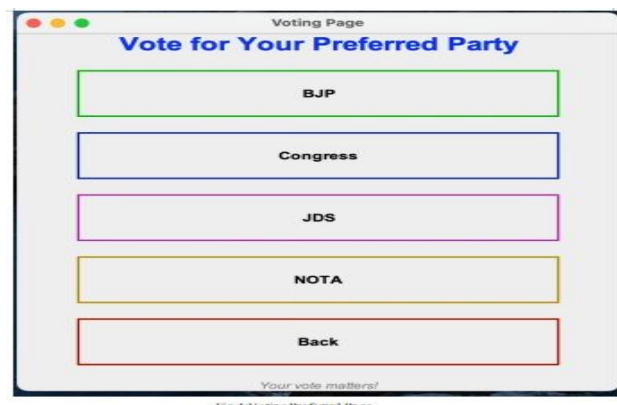 Voting Page
Vote for Your Preferred Party
BJP
Congress
JDS
NOTA
Back
Your vote matters!